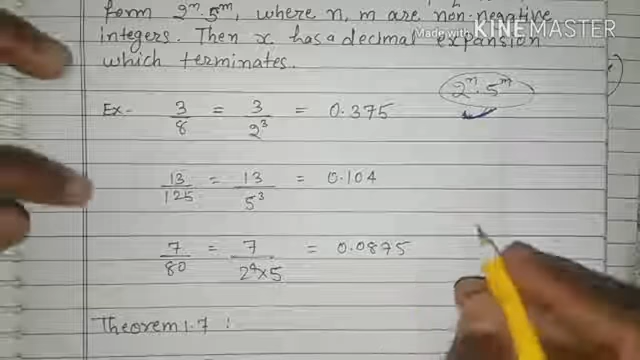 form 2ⁿ.5ᵐ, where n, m are non-negative
integers. Then x has a decimal expansion
which terminates.
Made with KINEMASTER
2ⁿ.5ᵐ
Ex- 3/8 = 3/2³ = 0.375
13/125 = 13/5³ = 0.104
7/80 = 7/2⁴×5 = 0.0875
Theorem 1.7 :